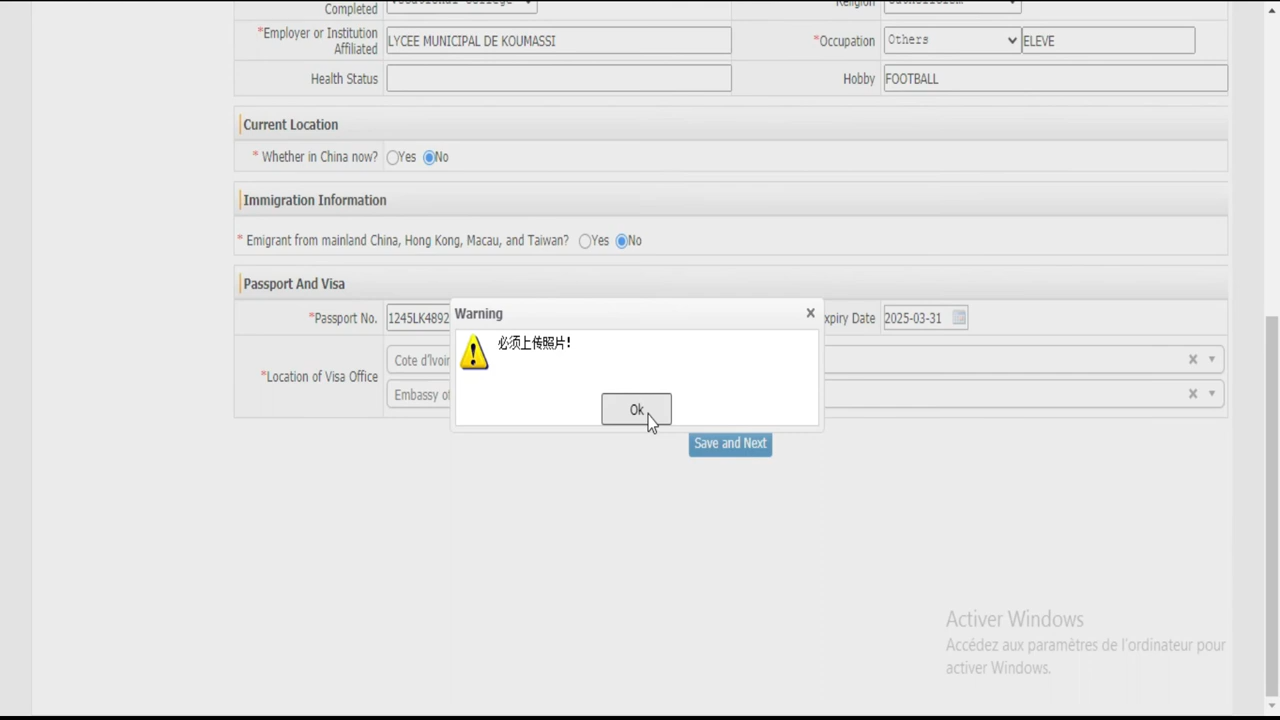 Completed
*Employer or Institution Affiliated LYCEE MUNICIPAL DE KOUMASSI *Occupation Others ELEVE
Health Status Hobby FOOTBALL
Current Location
* Whether in China now? Yes No
Immigration Information
* Emigrant from mainland China, Hong Kong, Macau, and Taiwan? Yes No
Passport And Visa
*Passport No. 1245LK4892 Expiry Date 2025-03-31
Warning
必须上传照片!
Ok
*Location of Visa Office
Cote d'Ivoir
Embassy of
Save and Next
Activer Windows
Accédez aux paramètres de l'ordinateur pour
activer Windows.